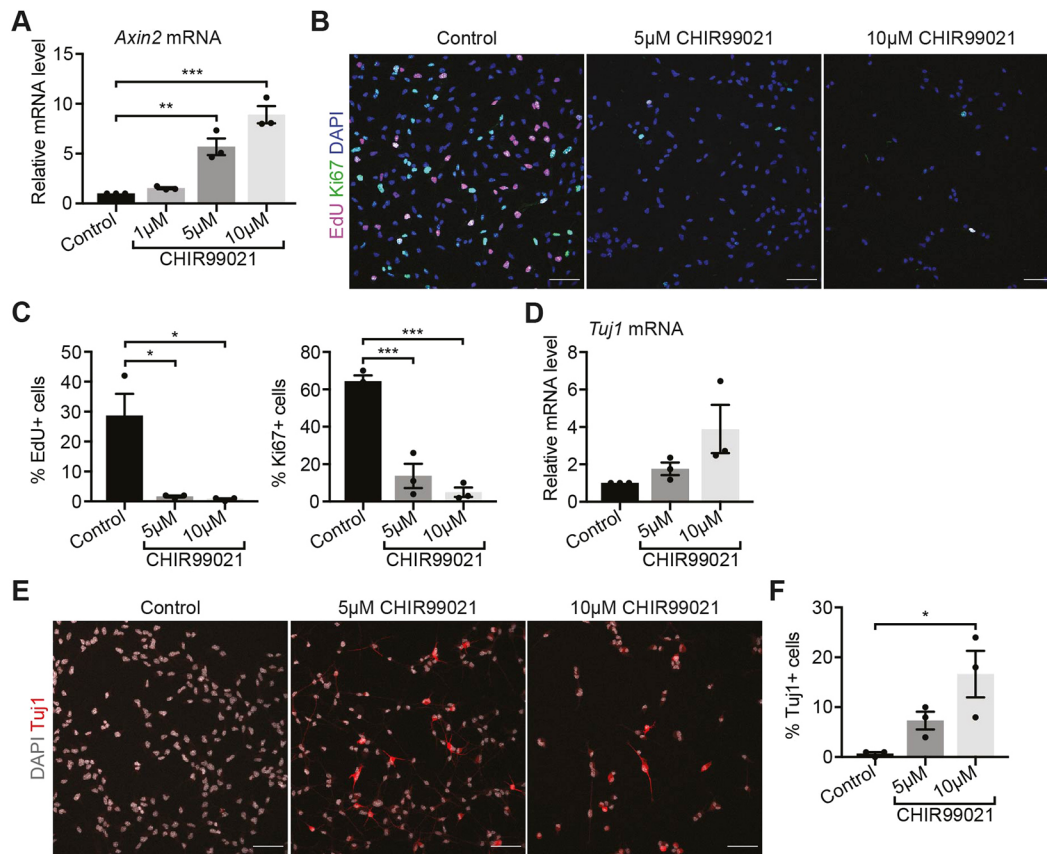 A
Axin2 mRNA
Relative mRNA level
15
10
5
0
***
**
Control
1µM
5µM
10µM
CHIR99021
B
Control
5µM CHIR99021
10µM CHIR99021
EdU Ki67 DAPI
C
% EdU+ cells
50
40
30
20
10
0
*
*
Control
5µM
10µM
CHIR99021
% Ki67+ cells
80
60
40
20
0
***
***
Control
5µM
10µM
CHIR99021
D
Tuj1 mRNA
Relative mRNA level
8
6
4
2
0
Control
5µM
10µM
CHIR99021
E
Control
5µM CHIR99021
10µM CHIR99021
DAPI Tuj1
F
% Tuj1+ cells
30
20
10
0
*
Control
5µM
10µM
CHIR99021